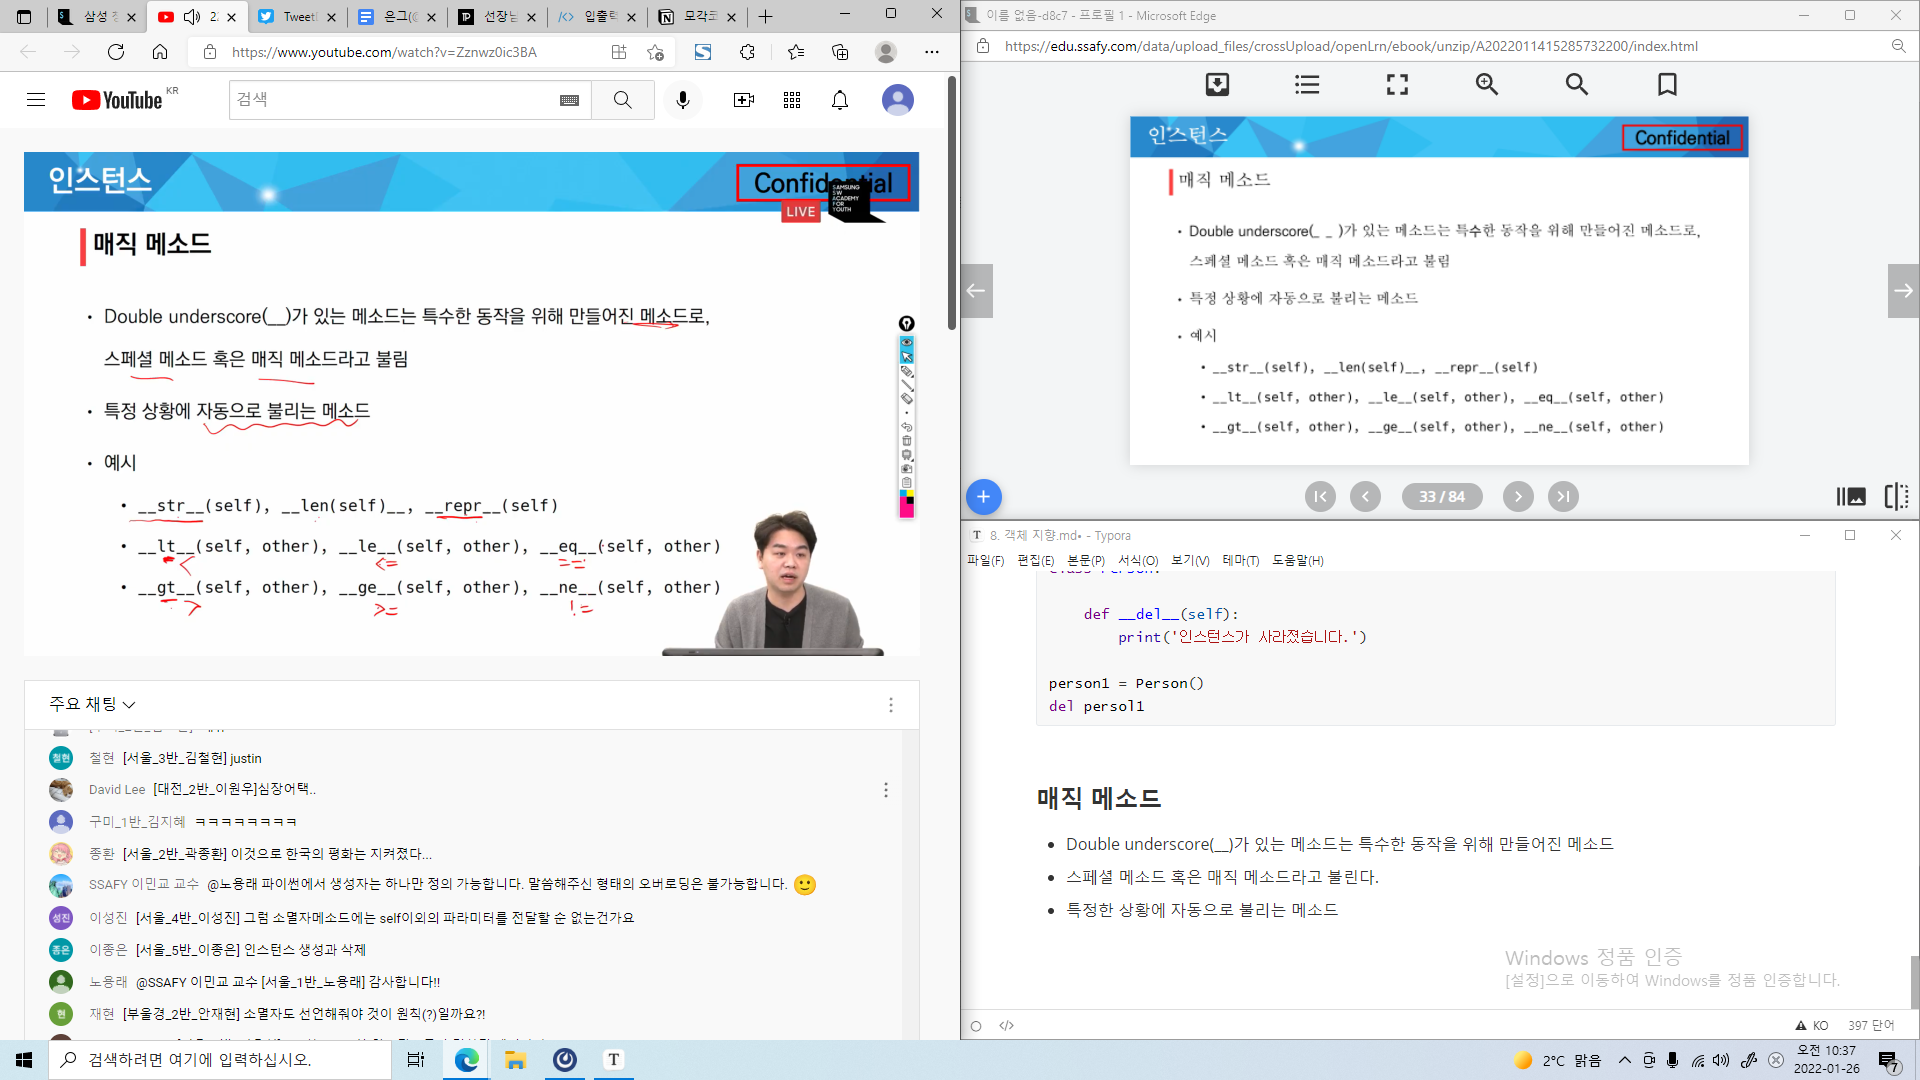 삼성 청
22
Tweet
은그(
선장님
입출력
모각코
https://www.youtube.com/watch?v=Zznwz0ic3BA
YouTube KR
검색
인스턴스
Confidential
LIVE
SAMSUNG
SW
ACADEMY
FOR
YOUTH
매직 메소드
• Double underscore(__)가 있는 메소드는 특수한 동작을 위해 만들어진 메소드로,
스페셜 메소드 혹은 매직 메소드라고 불림
• 특정 상황에 자동으로 불리는 메소드
• 예시
• __str__(self), __len(self)__, __repr__(self)
• __lt__(self, other), __le__(self, other), __eq__(self, other)
< <= ==
• __gt__(self, other), __ge__(self, other), __ne__(self, other)
> >= !=
주요 채팅
철현 철현 [서울_3반_김철현] justin
David Lee [대전_2반_이원우]심장어택..
구미_1반_김지혜 ㅋㅋㅋㅋㅋㅋㅋㅋ
종환 [서울_2반_곽종환] 이것으로 한국의 평화는 지켜졌다...
SSAFY 이민교 교수 @노용래 파이썬에서 생성자는 하나만 정의 가능합니다. 말씀해주신 형태의 오버로딩은 불가능합니다. 🙂
성진 이성진 [서울_4반_이성진] 그럼 소멸자메소드에는 self이외의 파라미터를 전달할 순 없는건가요
종은 이종은 [서울_5반_이종은] 인스턴스 생성과 삭제
노용래 @SSAFY 이민교 교수 [서울_1반_노용래] 감사합니다!!
현 재현 [부울경_2반_안재현] 소멸자도 선언해줘야 것이 원칙(?)일까요?!
이름 없음-d8c7 - 프로필 1 - Microsoft Edge
https://edu.ssafy.com/data/upload_files/crossUpload/openLrn/ebook/unzip/A2022011415285732200/index.html
인스턴스
Confidential
매직 메소드
• Double underscore(_ _ )가 있는 메소드는 특수한 동작을 위해 만들어진 메소드로,
스페셜 메소드 혹은 매직 메소드라고 불림
• 특정 상황에 자동으로 불리는 메소드
• 예시
• __str__(self), __len(self)__, __repr__(self)
• __lt__(self, other), __le__(self, other), __eq__(self, other)
• __gt__(self, other), __ge__(self, other), __ne__(self, other)
33 / 84
T 8. 객체 지향.md• - Typora
파일(F) 편집(E) 본문(P) 서식(O) 보기(V) 테마(T) 도움말(H)
class Person:
def __del__(self):
print('인스턴스가 사라졌습니다.')
person1 = Person()
del persol1
매직 메소드
• Double underscore(__)가 있는 메소드는 특수한 동작을 위해 만들어진 메소드
• 스페셜 메소드 혹은 매직 메소드라고 불린다.
• 특정한 상황에 자동으로 불리는 메소드
Windows 정품 인증
[설정]으로 이동하여 Windows를 정품 인증합니다.
KO 397 단어
검색하려면 여기에 입력하십시오.
T
2°C 맑음
오전 10:37
2022-01-26
7